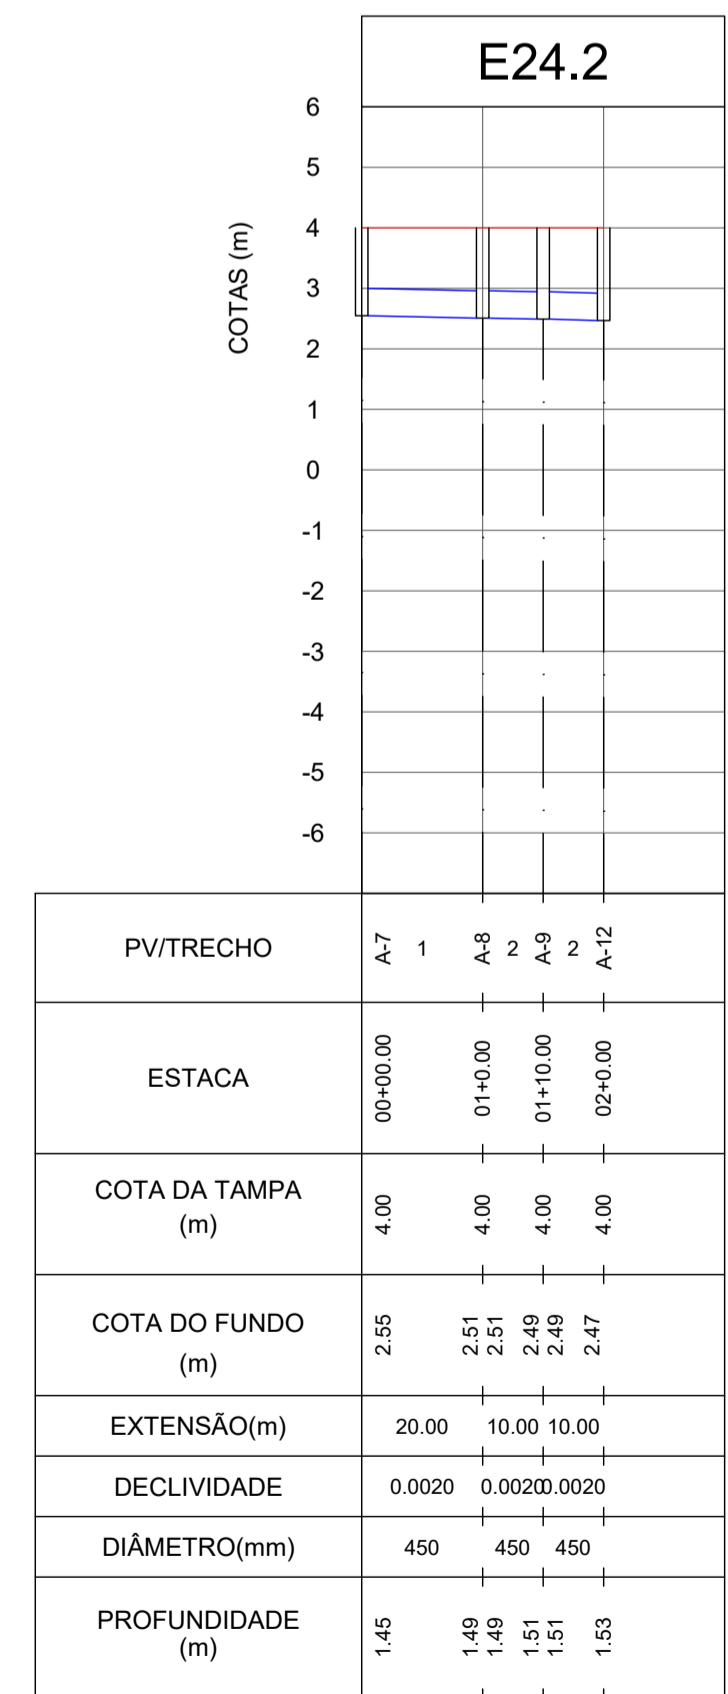 E24.2
6
5
4
3
2
1
0
-1
-2
-3
-4
-5
-6
COTAS (m)
PV/TRECHO
A-7 1 A-8 2 A-9 2 A-12
ESTACA
00+00.00 01+0.00 01+10.00 02+0.00
COTA DA TAMPA
(m)
4.00 4.00 4.00 4.00
COTA DO FUNDO
(m)
2.55 2.51 2.51 2.49 2.49 2.47
EXTENSÃO(m) 20.00 10.00 10.00
DECLIVIDADE 0.0020 0.0020 0.0020
DIÂMETRO(mm) 450 450 450
PROFUNDIDADE
(m)
1.45 1.49 1.49 1.51 1.51 1.53